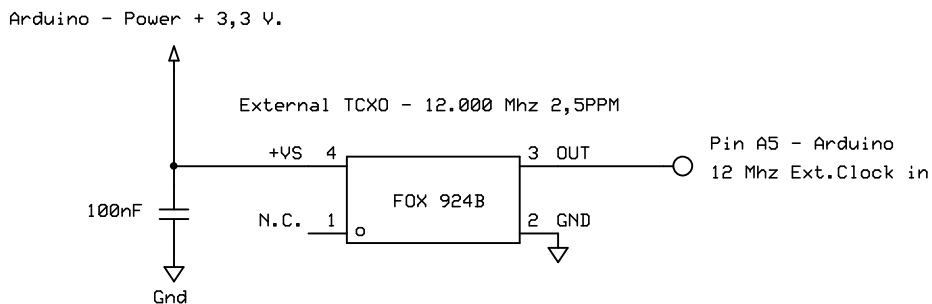 Arduino - Power + 3,3 V.
External TCXO - 12.000 Mhz 2,5PPM
+VS 4
3 OUT
Pin A5 - Arduino
12 Mhz Ext.Clock in
FOX 924B
100nF
N.C. 1
2 GND
Gnd